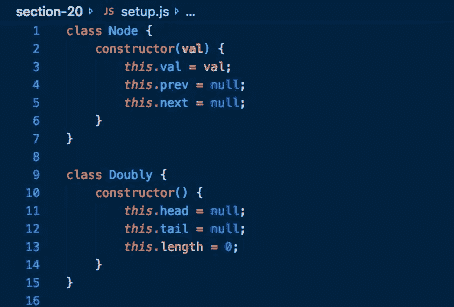 section-20 > JS setup.js > ...
1 class Node {
2     constructor(val) {
3         this.val = val;
4         this.prev = null;
5         this.next = null;
6     }
7 }
8
9 class Doubly {
10     constructor() {
11         this.head = null;
12         this.tail = null;
13         this.length = 0;
14     }
15 }
16